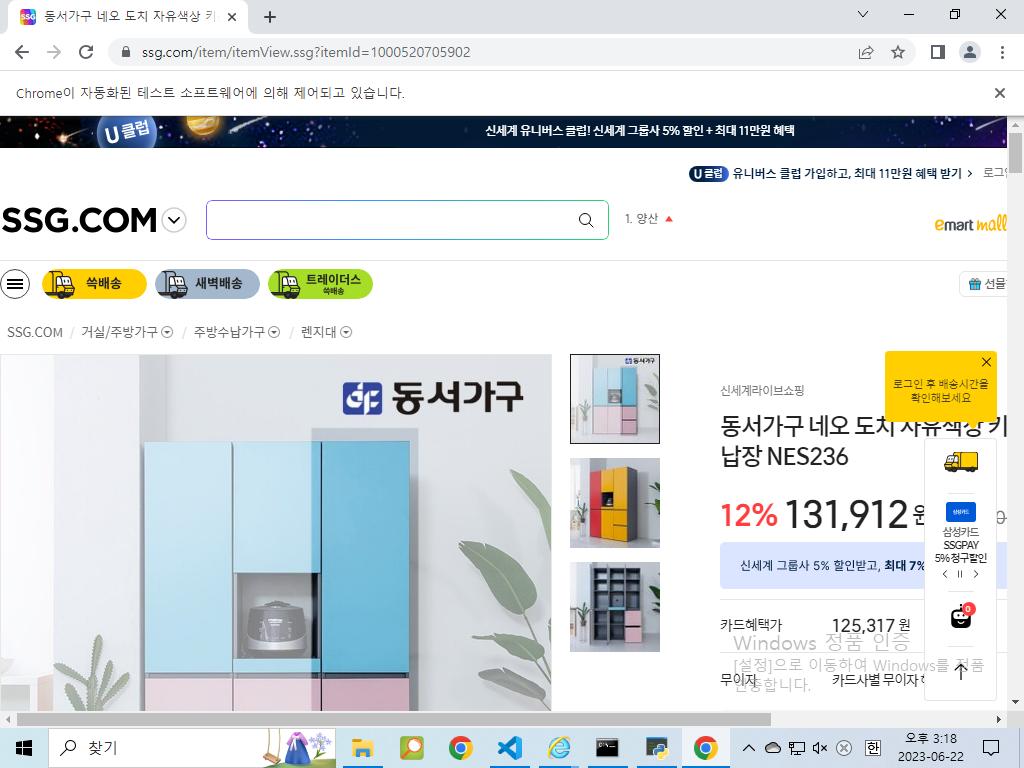 동서가구 네오 도치 자유색상 키
ssg.com/item/itemView.ssg?itemId=1000520705902
Chrome이 자동화된 테스트 소프트웨어에 의해 제어되고 있습니다.
U클럽
신세계 유니버스 클럽! 신세계 그룹사 5% 할인 + 최대 11만원 혜택
U클럽 유니버스 클럽 가입하고, 최대 11만원 혜택 받기 >
SSG.COM
1. 양산
emart mall
쓱배송
새벽배송
트레이더스
쓱배송
선물
SSG.COM / 거실/주방가구 / 주방수납가구 / 렌지대
동서가구
동서가구
로그인 후 배송시간을
확인해보세요
신세계라이브쇼핑
동서가구 네오 도치 자유색상 키
납장 NES236
12% 131,912 원
신세계 그룹사 5% 할인받고, 최대 7%
삼성카드
삼성카드
SSGPAY
5% 청구할인
0
카드혜택가 125,317 원
무이자 카드사별 무이자
Windows 정품 인증
[설정]으로 이동하여 Windows를 정품
인증합니다.
찾기
한
오후 3:18
2023-06-22